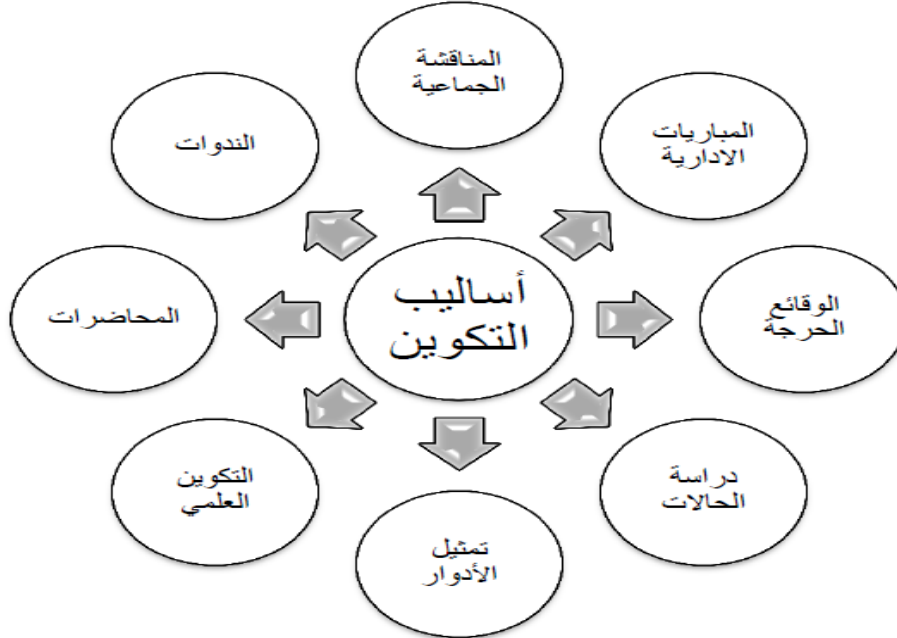 المناقشة
الجماعية
المباريات
الادارية
الندوات
أساليب
التكوين
الوقائع
الحرجة
المحاضرات
دراسة
الحالات
التكوين
العلمي
تمثيل
الأدوار